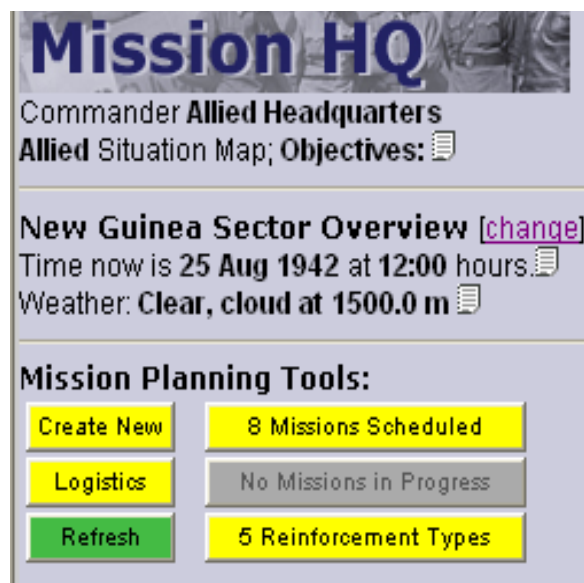 Mission HQ
Commander Allied Headquarters
Allied Situation Map; Objectives:
New Guinea Sector Overview [change]
Time now is 25 Aug 1942 at 12:00 hours.
Weather: Clear, cloud at 1500.0 m
Mission Planning Tools:
Create New 8 Missions Scheduled
Logistics No Missions in Progress
Refresh 5 Reinforcement Types